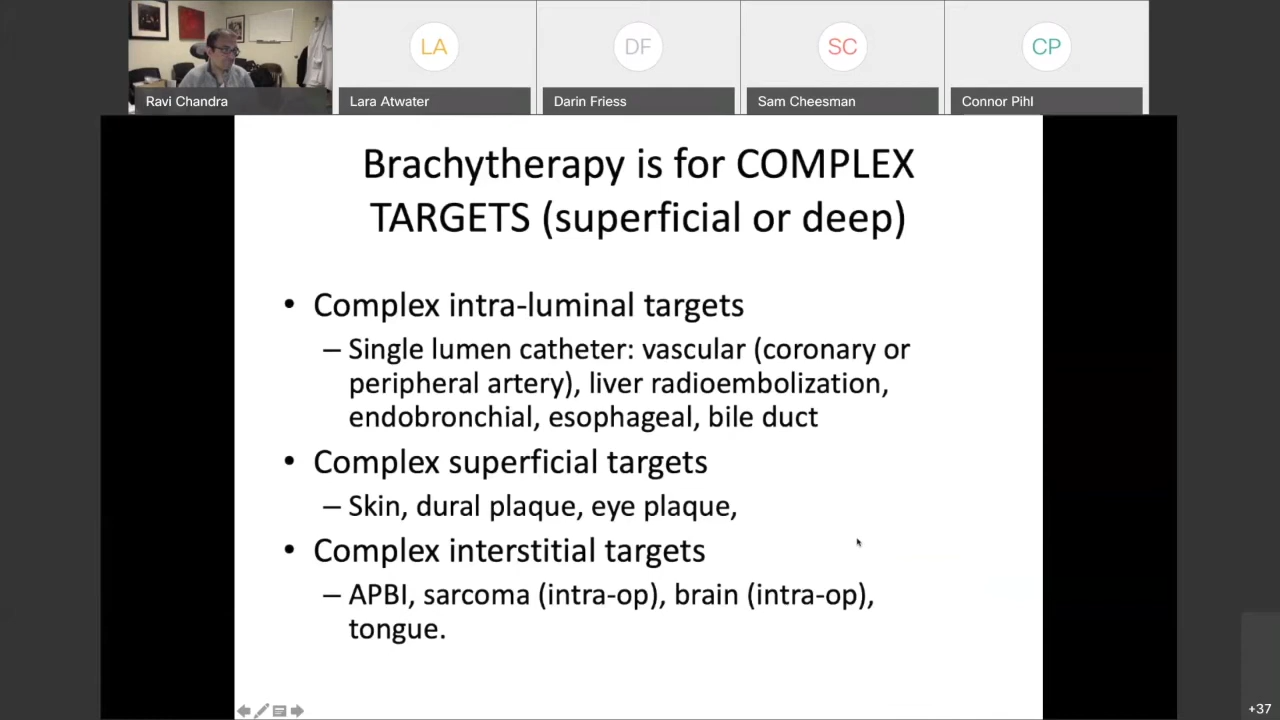 LA
DF
SC
CP
Ravi Chandra
Lara Atwater
Darin Friess
Sam Cheesman
Connor Pihl
Brachytherapy is for COMPLEX
TARGETS (superficial or deep)
• Complex intra-luminal targets
– Single lumen catheter: vascular (coronary or
peripheral artery), liver radioembolization,
endobronchial, esophageal, bile duct
• Complex superficial targets
– Skin, dural plaque, eye plaque,
• Complex interstitial targets
– APBI, sarcoma (intra-op), brain (intra-op),
tongue.
+37